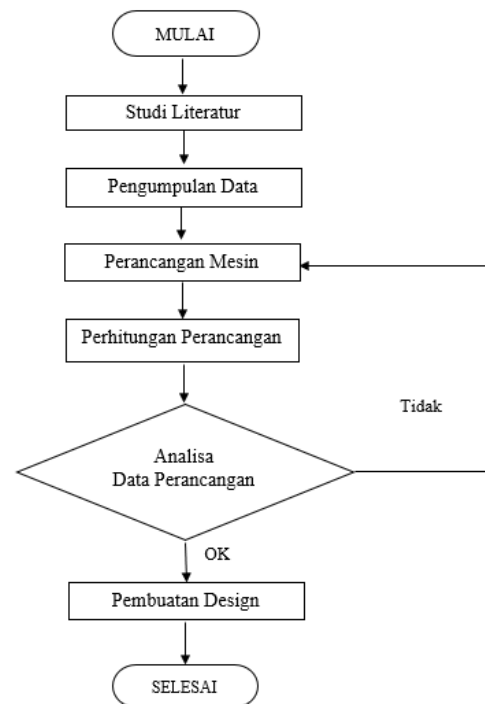 MULAI
Studi Literatur
Pengumpulan Data
Perancangan Mesin
Perhitungan Perancangan
Tidak
Analisa
Data Perancangan
OK
Pembuatan Design
SELESAI